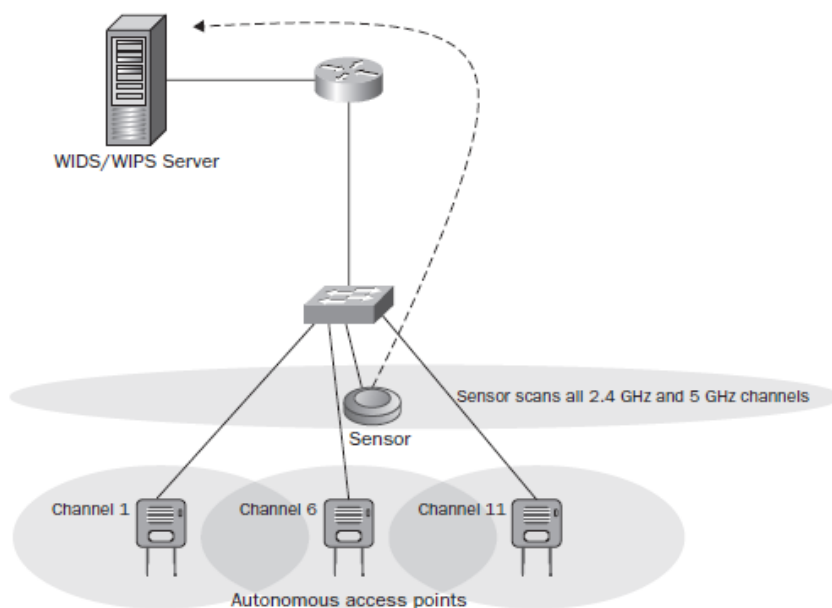 WIDS/WIPS Server
Sensor scans all 2.4 GHz and 5 GHz channels
Sensor
Channel 1
Channel 6
Channel 11
Autonomous access points